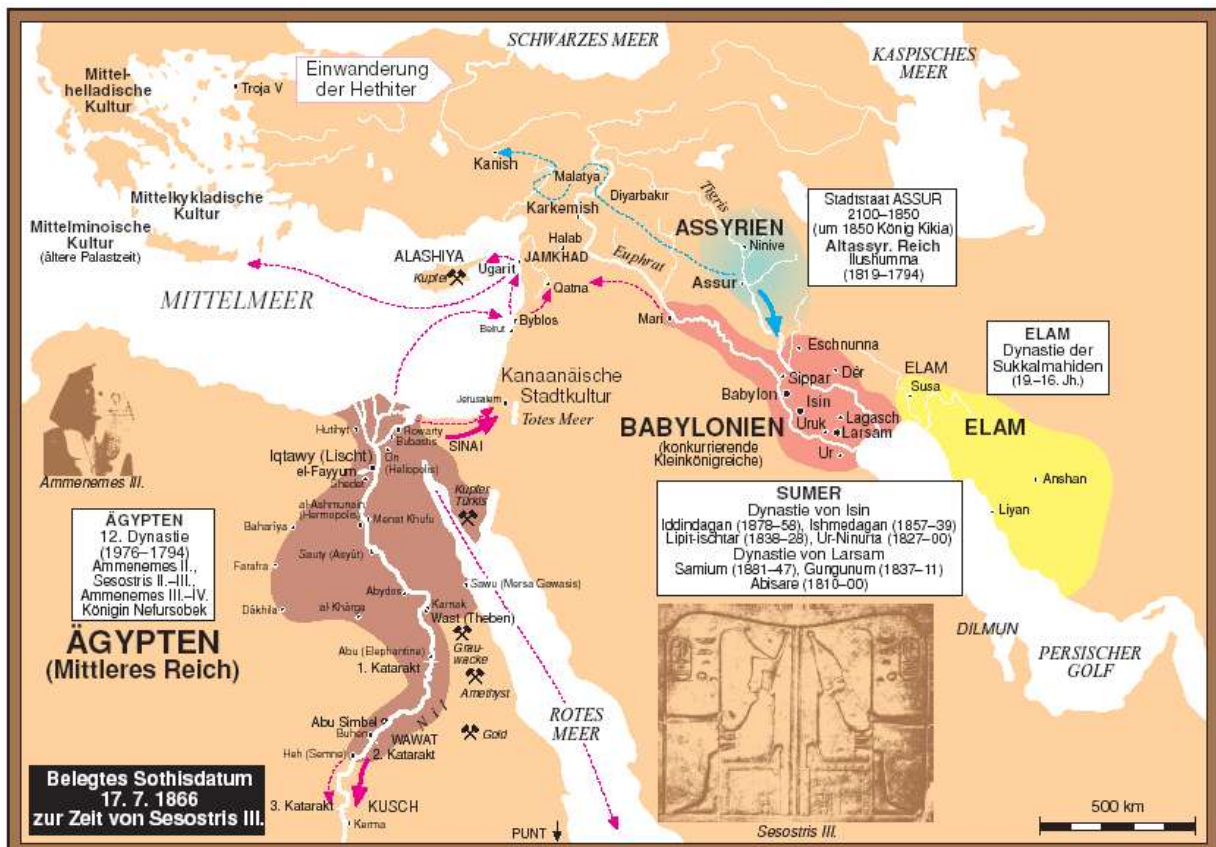 SCHWARZES MEER
KASPISCHES
MEER
Mittel-
helladische
Kultur
Troja V
Einwanderung
der Hethiter
Kanish
Malatya
Diyarbakır
Tigris
Karkemish
Mittelkykladische
Kultur
Mittelminoische
Kultur
(ältere Palastzeit)
ASSYRIEN
Ninive
Stadtstaat ASSUR
2100–1850
(um 1850 König Kikia)
Altassyr. Reich
Ilushumma
(1819–1794)
Halab
JAMKHAD
Euphrat
ALASHIYA
Kupfer
Ugarit
Qatna
Assur
MITTELMEER
Mari
Byblos
Beirut
Eschnunna
ELAM
Dynastie der
Sukkalmahiden
(19.–16. Jh.)
Kanaanäische
Stadtkultur
Jerusalem
Totes Meer
Sippar
Dêr
ELAM
Susa
Babylon
Isin
Lagasch
Uruk
Larsam
Ur
BABYLONIEN
(konkurrierende
Kleinkönigreiche)
ELAM
Anshan
Liyan
Ammenemes III.
Hutihyt
Howarty
Bubastis
SINAI
On
(Heliopolis)
Iqtawy (Lischt)
el-Fayyum
Shedet
Kupfer
Türkis
al-Ashmunain
(Hermopolis)
Menat Khufu
Bahariya
ÄGYPTEN
12. Dynastie
(1976–1794)
Ammenemes II.,
Sesostris II.–III.,
Ammenemes III.–IV.
Königin Nefursobek
SUMER
Dynastie von Isin
Iddindagan (1878–58), Ishmedagan (1857–39)
Lipit-ischtar (1838–28), Ur-Ninurta (1827–00)
Dynastie von Larsam
Samium (1881–47), Gungunum (1837–11)
Abisare (1810–00)
Sauty (Asyût)
Farafra
Sawu (Mersa Gawasis)
Abydos
Dâkhila
al-Khârga
Karnak
Wast (Theben)
ÄGYPTEN
(Mittleres Reich)
Grau-
wacke
Abu (Elephantine)
1. Katarakt
Amethyst
DILMUN
PERSISCHER
GOLF
Nil
Abu Simbel
Buhen
WAWAT
2. Katarakt
Gold
ROTES
MEER
Heh (Semne)
Belegtes Sothisdatum
17. 7. 1866
zur Zeit von Sesostris III.
3. Katarakt
KUSCH
Kerma
PUNT
Sesostris III.
500 km